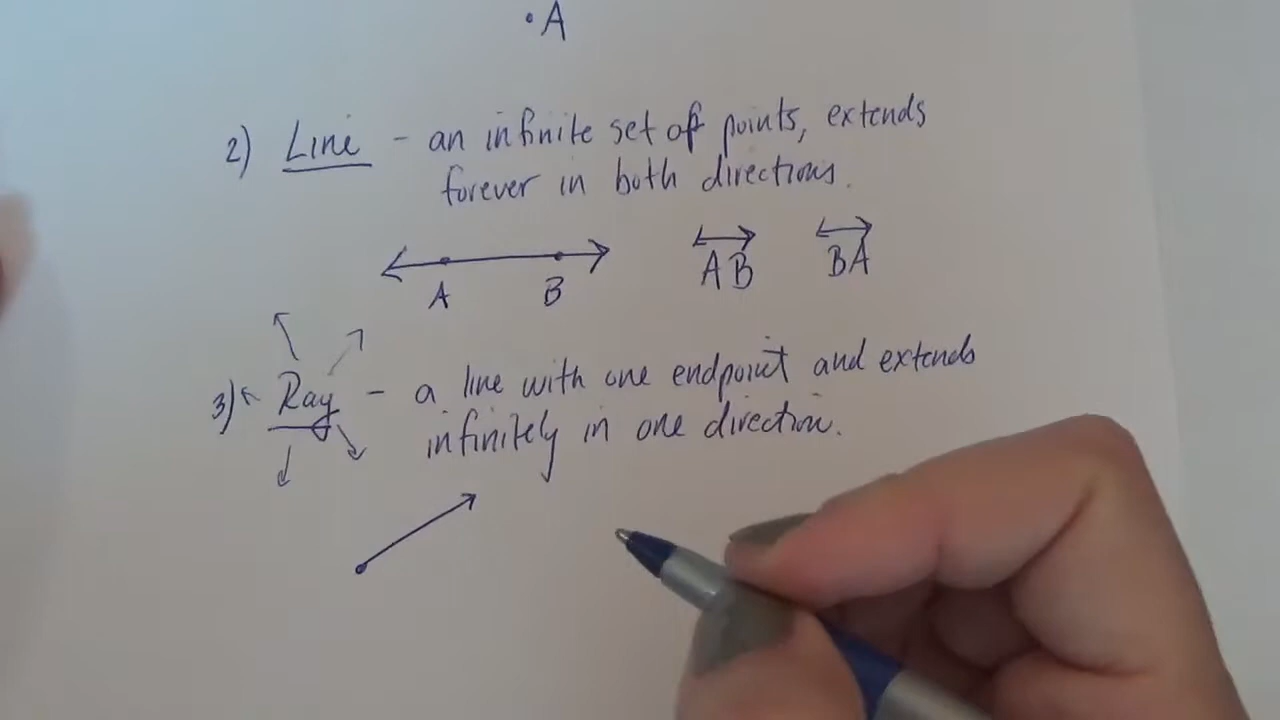 A
2) Line - an infinite set of points, extends
forever in both directions.
A B AB BA
3) Ray - a line with one endpoint and extends
infinitely in one direction.